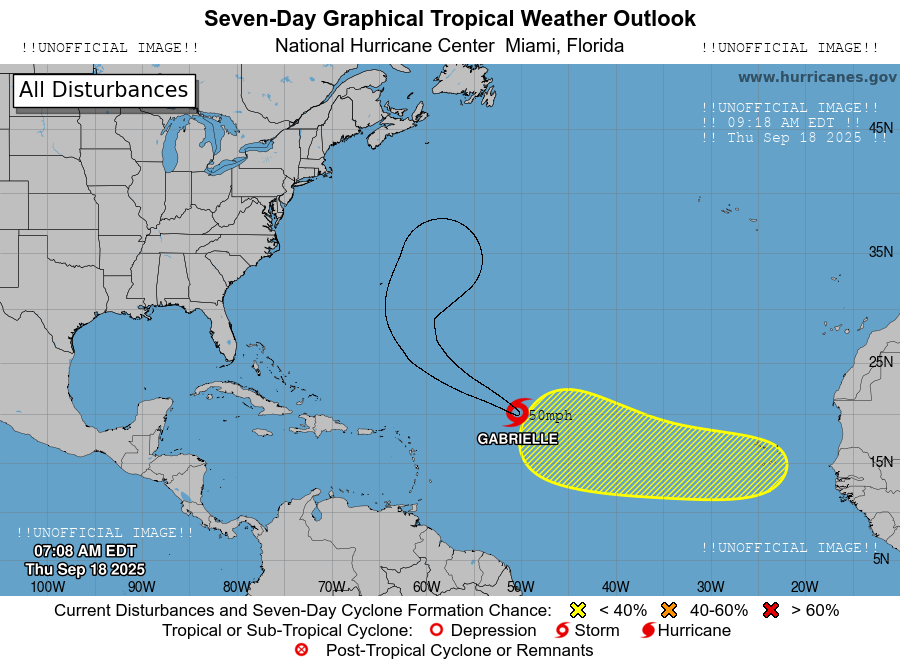 Seven-Day Graphical Tropical Weather Outlook
!!UNOFFICIAL IMAGE!! National Hurricane Center Miami, Florida !!UNOFFICIAL IMAGE!!
All Disturbances
www.hurricanes.gov
!!UNOFFICIAL IMAGE!!
!! 09:18 AM EDT !!
!! Thu Sep 18 2025 !!
45N
35N
25N
50mph
GABRIELLE
15N
!!UNOFFICIAL IMAGE!!
07:08 AM EDT
Thu Sep 18 2025
!!UNOFFICIAL IMAGE!!
5N
100W 90W 80W 70W 60W 50W 40W 30W 20W
Current Disturbances and Seven-Day Cyclone Formation Chance: < 40% 40-60% > 60%
Tropical or Sub-Tropical Cyclone: Depression Storm Hurricane
Post-Tropical Cyclone or Remnants